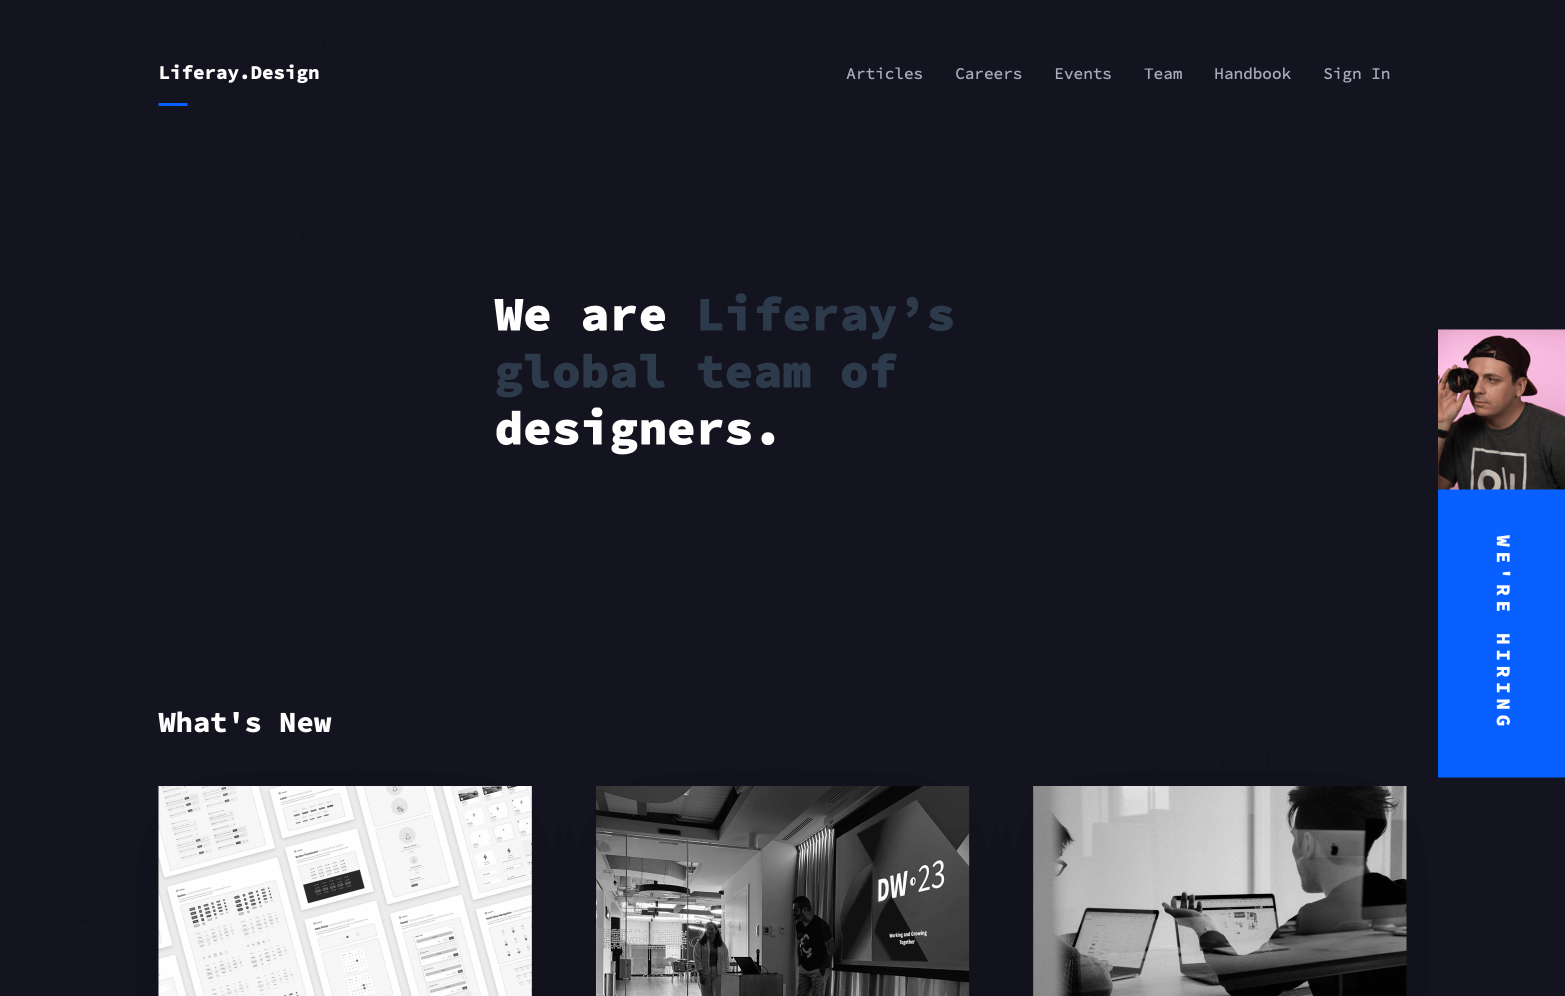 Liferay.Design
Articles Careers Events Team Handbook Sign In
We are Liferay’s
global team of
designers.
WE'RE HIRING
What's New
DW 23
Working and Growing
Together